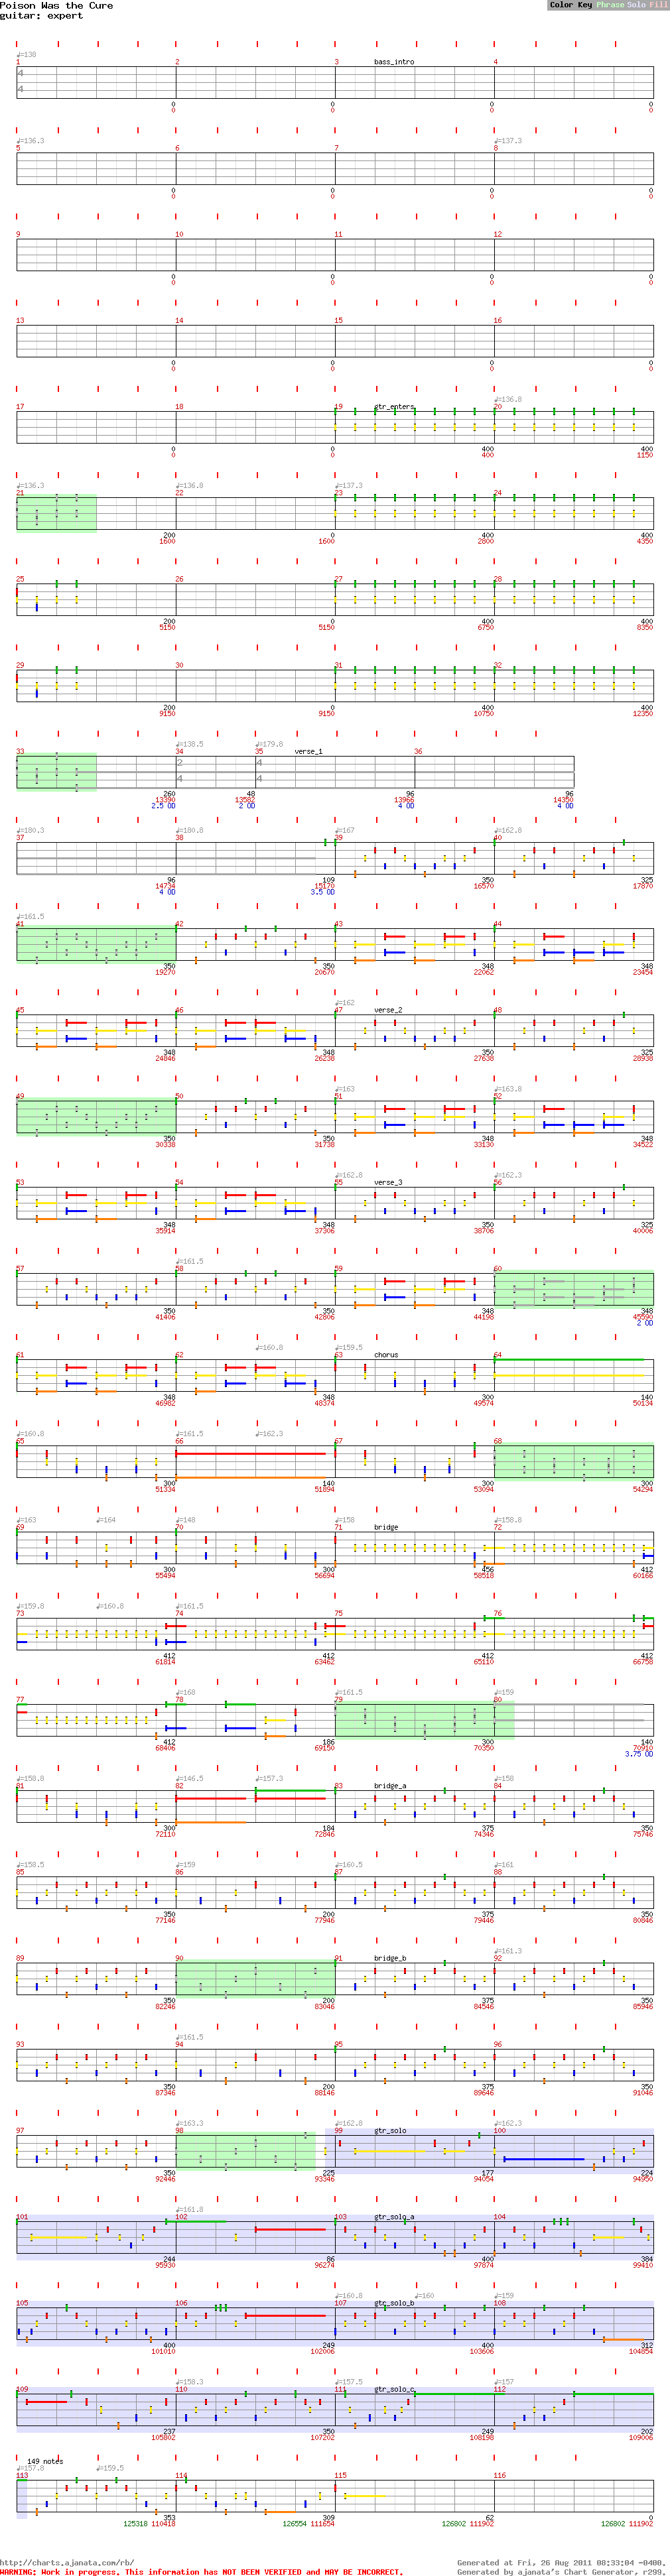 Poison Was the Cure
guitar: expert
Color Key Phrase Solo Fill
♩=138
1 2 3 bass_intro 4
4
4
0 0 0 0
0 0 0 0
♩=136.3 ♩=137.3
5 6 7 8
0 0 0 0
0 0 0 0
9 10 11 12
0 0 0 0
0 0 0 0
13 14 15 16
0 0 0 0
0 0 0 0
♩=136.8
17 18 19 gtr_enters 20
0 0 400 400
0 0 400 1150
♩=136.3 ♩=136.8 ♩=137.3
21 22 23 24
200 0 400 400
1600 1600 2800 4350
25 26 27 28
200 0 400 400
5150 5150 6750 8350
29 30 31 32
200 0 400 400
9150 9150 10750 12350
♩=138.5 ♩=179.8
33 34 35 verse_1 36
2 4
4 4
260 48 96 96
13390 13582 13966 14350
2.5 OD 2 OD 4 OD 4 OD
♩=180.3 ♩=180.8 ♩=167 ♩=162.8
37 38 39 40
96 109 350 325
14734 15170 16570 17870
4 OD 3.5 OD
♩=161.5
41 42 43 44
350 350 348 348
19270 20670 22062 23454
♩=162
45 46 47 verse_2 48
348 348 350 325
24846 26238 27638 28938
♩=163 ♩=163.8
49 50 51 52
350 350 348 348
30338 31738 33130 34522
♩=162.8 ♩=162.3
53 54 55 verse_3 56
348 348 350 325
35914 37306 38706 40006
♩=161.5
57 58 59 60
350 350 348 348
41406 42806 44198 45590
2 OD
♩=160.8 ♩=159.5
61 62 63 chorus 64
348 348 300 140
46982 48374 49574 50134
♩=160.8 ♩=161.5 ♩=162.3
65 66 67 68
300 140 300 300
51334 51894 53094 54294
♩=163 ♩=164 ♩=148 ♩=158 ♩=158.8
69 70 71 bridge 72
300 300 456 412
55494 56694 58518 60166
♩=159.8 ♩=160.8 ♩=161.5
73 74 75 76
412 412 412 412
61814 63462 65110 66758
♩=168 ♩=161.5 ♩=159
77 78 79 80
412 186 300 140
68406 69150 70350 70910
3.75 OD
♩=158.8 ♩=146.5 ♩=157.3 ♩=158
81 82 83 bridge_a 84
300 184 375 350
72110 72846 74346 75746
♩=158.5 ♩=159 ♩=160.5 ♩=161
85 86 87 88
350 200 375 350
77146 77946 79446 80846
♩=161.3
89 90 91 bridge_b 92
350 200 375 350
82246 83046 84546 85946
♩=161.5
93 94 95 96
350 200 375 350
87346 88146 89646 91046
♩=163.3 ♩=162.8 ♩=162.3
97 98 99 gtr_solo 100
350 225 177 224
92446 93346 94054 94950
♩=161.8
101 102 103 gtr_solo_a 104
244 86 400 384
95930 96274 97874 99410
♩=160.8 ♩=160 ♩=159
105 106 107 gtr_solo_b 108
400 249 400 312
101010 102006 103606 104854
♩=158.3 ♩=157.5 ♩=157
109 110 111 gtr_solo_c 112
237 350 249 202
105802 107202 108198 109006
149 notes
♩=157.8 ♩=159.5
113 114 115 116
353 309 62 0
125318 110418 126554 111654 126802 111902 126802 111902
http://charts.ajanata.com/rb/ Generated at Fri, 26 Aug 2011 08:33:04 -0400.
WARNING: Work in progress. This information has NOT BEEN VERIFIED and MAY BE INCORRECT. Generated by ajanata's Chart Generator, r299.